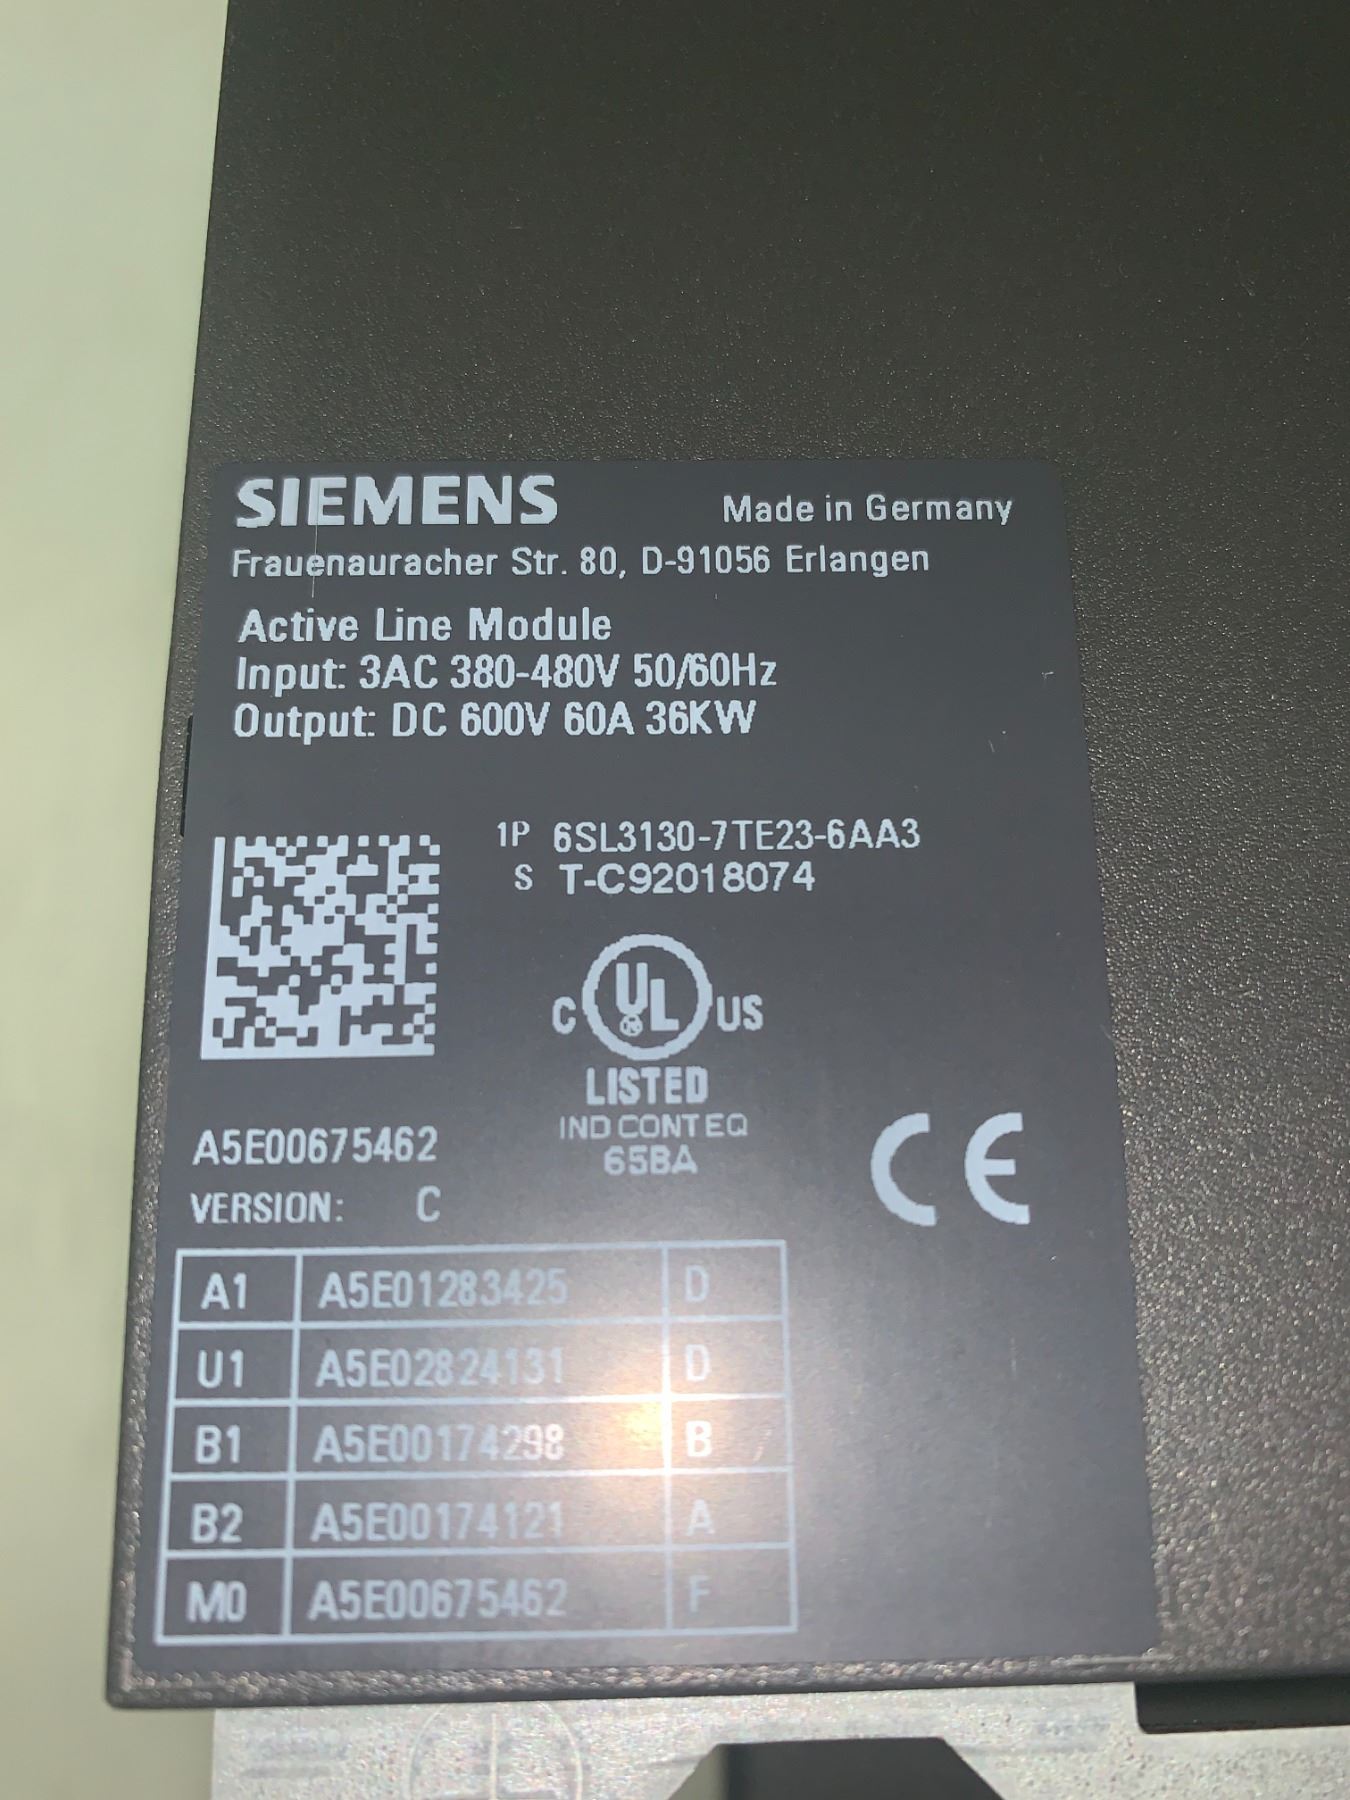 SIEMENS Made in Germany
Frauenauracher Str. 80, D-91056 Erlangen
Active Line Module
Input: 3AC 380-480V 50/60Hz
Output: DC 600V 60A 36KW
1P 6SL3130-7TE23-6AA3
S T-C92018074
C UL US
LISTED
IND CONT EQ
65BA
A5E00675462
VERSION: C
CE
A1 A5E01283425 D
U1 A5E02824131 D
B1 A5E00174298 B
B2 A5E00174121 A
M0 A5E00675462 F